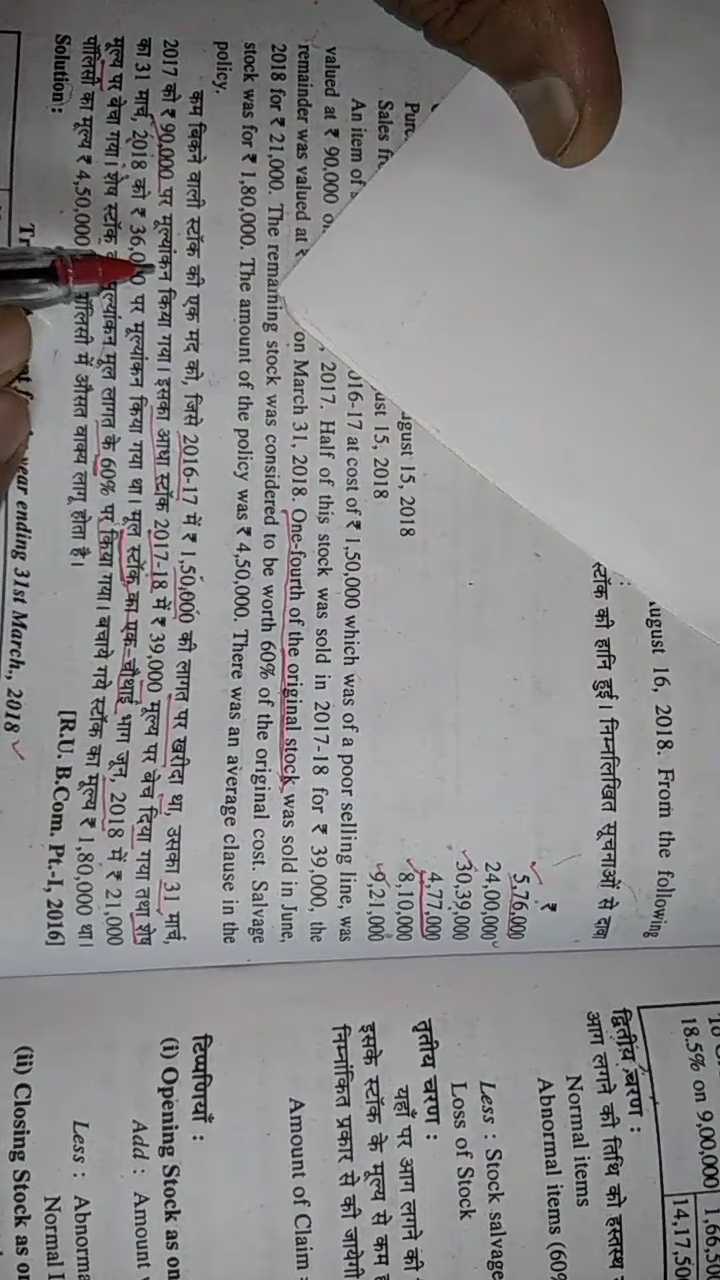 August 16, 2018. From the following
स्टॉक की हानि हुई। निम्नलिखित सूचनाओं से दावा
₹
5,76,000
24,00,000
30,39,000
4,77,000
August 15, 2018 8,10,000
Sales ust 15, 2018 9,21,000
An item of 016-17 at cost of ₹ 1,50,000 which was of a poor selling line, was
valued at ₹ 90,000 , 2017. Half of this stock was sold in 2017-18 for ₹ 39,000, the
remainder was valued at ₹ on March 31, 2018. One-fourth of the original stock was sold in June,
2018 for ₹ 21,000. The remaining stock was considered to be worth 60% of the original cost. Salvage
stock was for ₹ 1,80,000. The amount of the policy was ₹ 4,50,000. There was an average clause in the
policy.
कम बिकने वाली स्टॉक की एक मद को, जिसे 2016-17 में ₹ 1,50,000 की लागत पर खरीदा था, उसका 31 मार्च,
2017 को ₹ 90,000 पर मूल्यांकन किया गया। इसका आधा स्टॉक 2017-18 में ₹ 39,000 मूल्य पर बेच दिया गया तथा शेष
का 31 मार्च, 2018 को ₹ 36,000 पर मूल्यांकन किया गया था। मूल स्टॉक का एक-चौथाई भाग जून, 2018 में ₹ 21,000
मूल्य पर बेचा गया। शेष स्टॉक मूल्यांकन मूल लागत के 60% पर किया गया। बचाये गये स्टॉक का मूल्य ₹ 1,80,000 था।
पॉलिसी का मूल्य ₹ 4,50,000 पॉलिसी में औसत वाक्य लागू होता है।
Solution : [R.U. B.Com. Pt.-I, 2016]
year ending 31st March., 2018
18.5% on 9,00,000 1,66,50
14,17,50
द्वितीय चरण :
आग लगने की तिथि को हस्तस्थ
Normal items
Abnormal items (60%
Less : Stock salvage
Loss of Stock
तृतीय चरण :
यहाँ पर आग लगने की
इसके स्टॉक के मूल्य से कम
निम्नांकित प्रकार से की जायेगी
Amount of Claim =
टिप्पणियाँ :
(i) Opening Stock as on
Add : Amount
Less : Abnorma
Normal I
(ii) Closing Stock as on